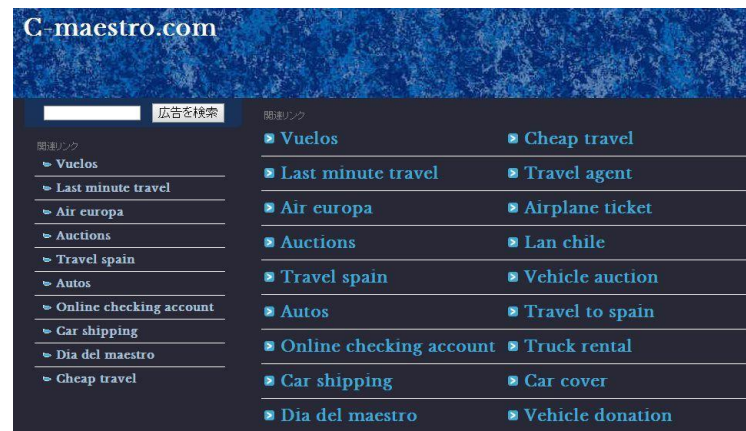 C-maestro.com
広告を検索
関連リンク
Vuelos
Last minute travel
Air europa
Auctions
Travel spain
Autos
Online checking account
Car shipping
Dia del maestro
Cheap travel
関連リンク
Vuelos
Cheap travel
Last minute travel
Travel agent
Air europa
Airplane ticket
Auctions
Lan chile
Travel spain
Vehicle auction
Autos
Travel to spain
Online checking account
Truck rental
Car shipping
Car cover
Dia del maestro
Vehicle donation